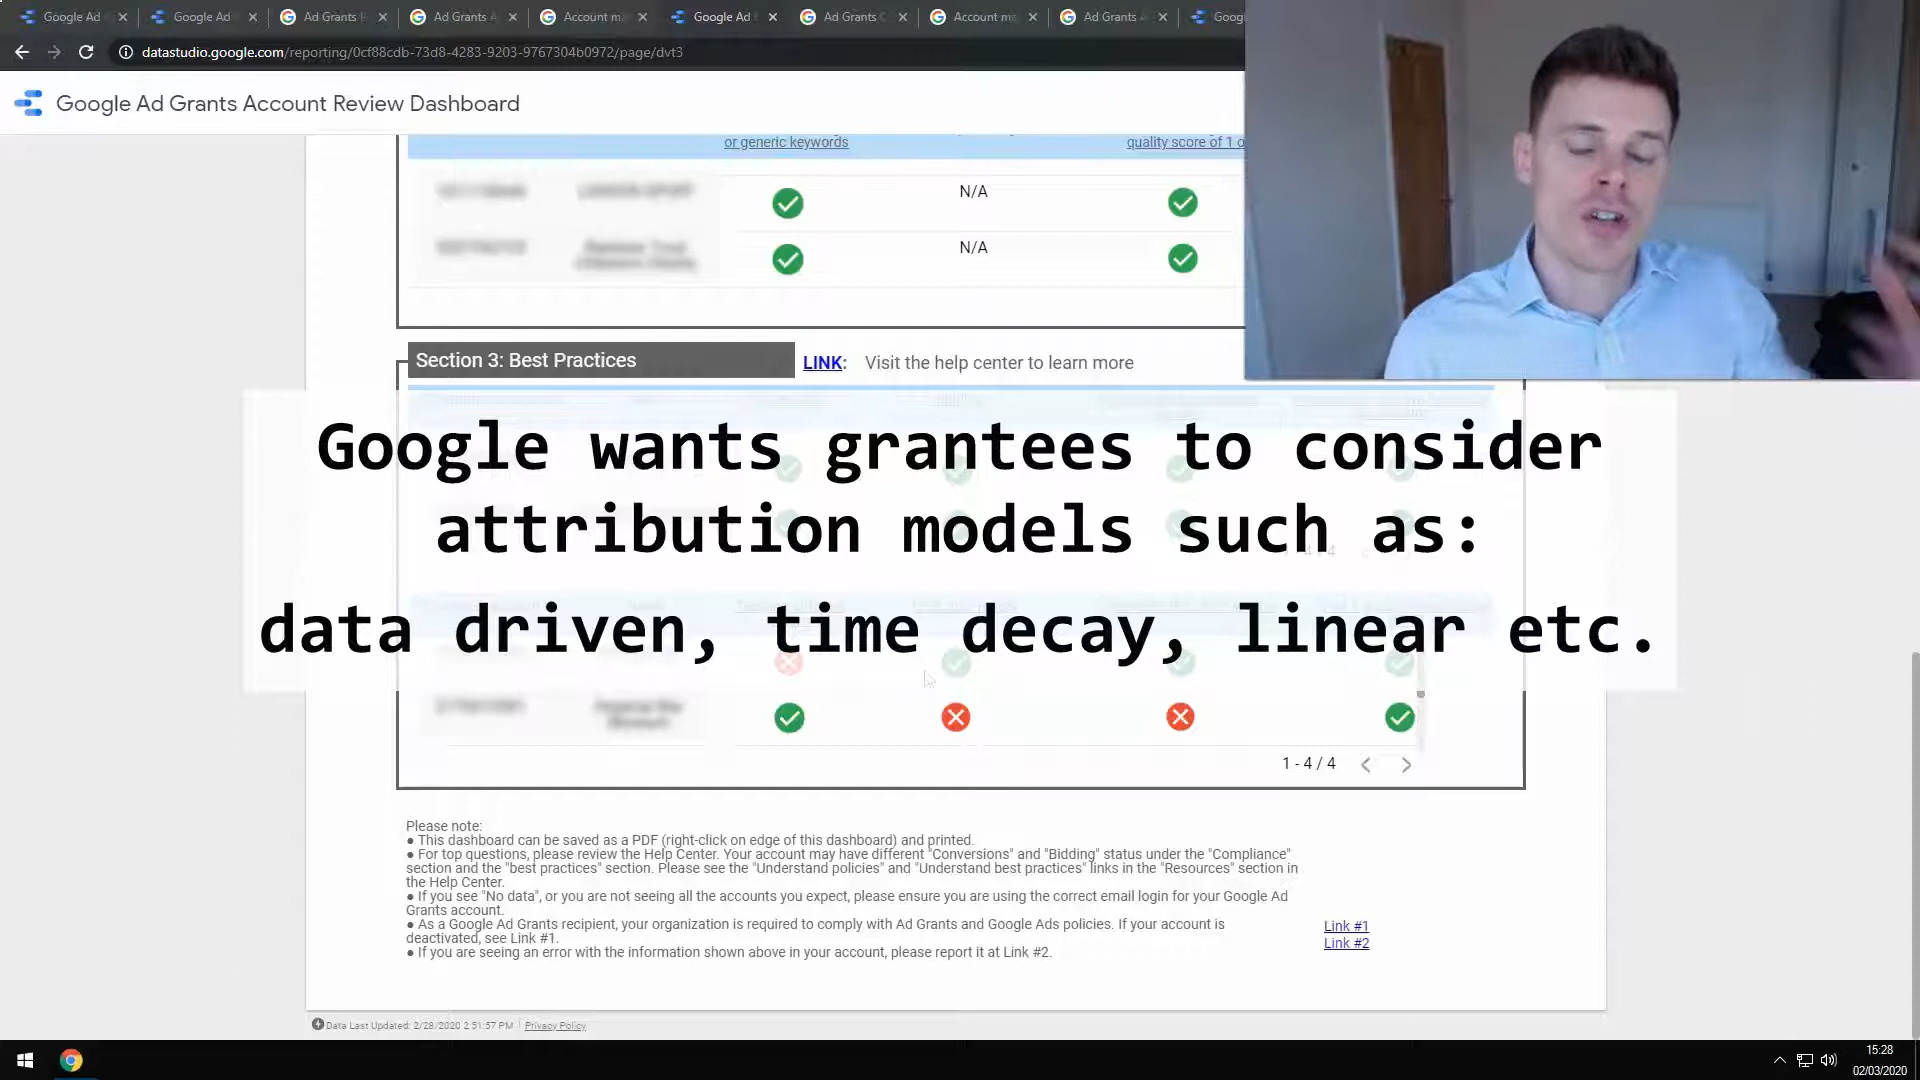 Google Ad
Google Ad
Ad Grants
Ad Grants
Account ma
Google Ad
Ad Grants
Account ma
Ad Grants
Goog
datastudio.google.com/reporting/0cf88cdb-73d8-4283-9203-9767304b0972/page/dvt3
Google Ad Grants Account Review Dashboard
or generic keywords
quality score of 1 o
N/A
N/A
Section 3: Best Practices
LINK: Visit the help center to learn more
Google wants grantees to consider
attribution models such as:
data driven, time decay, linear etc.
1 - 4 / 4
Please note:
● This dashboard can be saved as a PDF (right-click on edge of this dashboard) and printed.
● For top questions, please review the Help Center. Your account may have different "Conversions" and "Bidding" status under the "Compliance"
section and the "best practices" section. Please see the "Understand policies" and "Understand best practices" links in the "Resources" section in
the Help Center.
● If you see "No data", or you are not seeing all the accounts you expect, please ensure you are using the correct email login for your Google Ad
Grants account.
● As a Google Ad Grants recipient, your organization is required to comply with Ad Grants and Google Ads policies. If your account is
deactivated, see Link #1.
● If you are seeing an error with the information shown above in your account, please report it at Link #2.
Link #1
Link #2
Data Last Updated: 2/28/2020 2:51:57 PM
Privacy Policy
15:28
02/03/2020